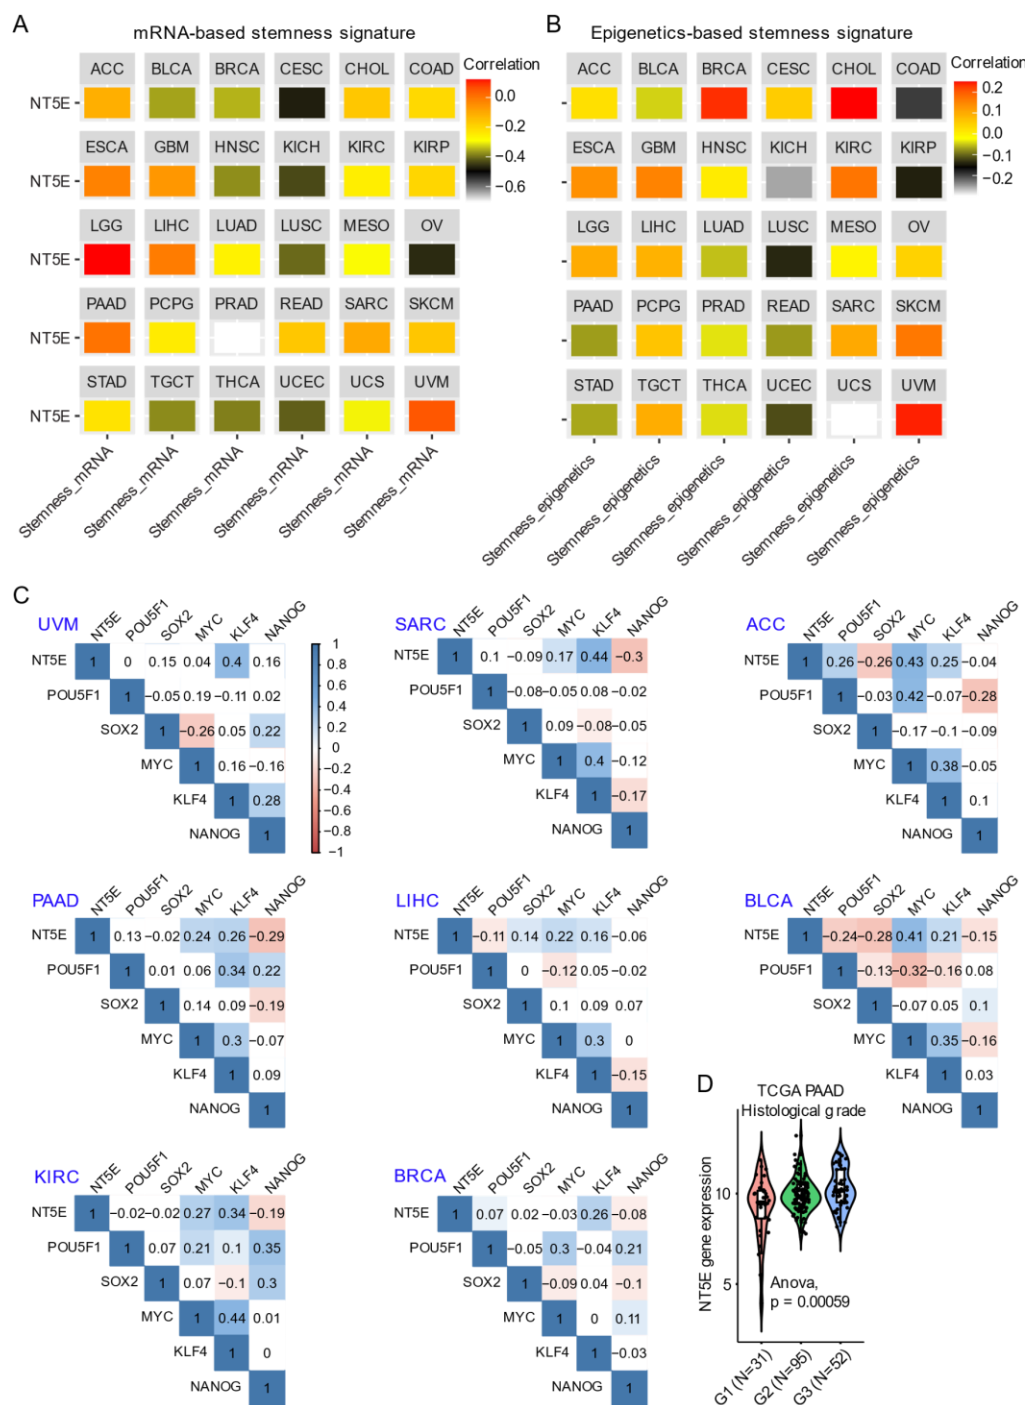 A
mRNA-based stemness signature
ACC BLCA BRCA CESC CHOL COAD
NT5E
ESCA GBM HNSC KICH KIRC KIRP
NT5E
LGG LIHC LUAD LUSC MESO OV
NT5E
PAAD PCPG PRAD READ SARC SKCM
NT5E
STAD TGCT THCA UCEC UCS UVM
NT5E
Stemness_mRNA Stemness_mRNA Stemness_mRNA Stemness_mRNA Stemness_mRNA Stemness_mRNA
Correlation
0.0
−0.2
−0.4
−0.6
B
Epigenetics-based stemness signature
ACC BLCA BRCA CESC CHOL COAD
ESCA GBM HNSC KICH KIRC KIRP
LGG LIHC LUAD LUSC MESO OV
PAAD PCPG PRAD READ SARC SKCM
STAD TGCT THCA UCEC UCS UVM
Stemness_epigenetics Stemness_epigenetics Stemness_epigenetics Stemness_epigenetics Stemness_epigenetics Stemness_epigenetics
Correlation
0.2
0.1
0.0
−0.1
−0.2
C
UVM
NT5E POU5F1 SOX2 MYC KLF4 NANOG
NT5E 1 0 0.15 0.04 0.4 0.16
POU5F1 1 −0.05 0.19 −0.11 0.02
SOX2 1 −0.26 0.05 0.22
MYC 1 0.16 −0.16
KLF4 1 0.28
NANOG 1
1
0.8
0.6
0.4
0.2
0
−0.2
−0.4
−0.6
−0.8
−1
SARC
NT5E POU5F1 SOX2 MYC KLF4 NANOG
NT5E 1 0.1 −0.09 0.17 0.44 −0.3
POU5F1 1 −0.08 −0.05 0.08 −0.02
SOX2 1 0.09 −0.08 −0.05
MYC 1 0.4 −0.12
KLF4 1 −0.17
NANOG 1
ACC
NT5E POU5F1 SOX2 MYC KLF4 NANOG
NT5E 1 0.26 −0.26 0.43 0.25 −0.04
POU5F1 1 −0.03 0.42 −0.07 −0.28
SOX2 1 −0.17 −0.1 −0.09
MYC 1 0.38 −0.05
KLF4 1 0.1
NANOG 1
PAAD
NT5E POU5F1 SOX2 MYC KLF4 NANOG
NT5E 1 0.13 −0.02 0.24 0.26 −0.29
POU5F1 1 0.01 0.06 0.34 0.22
SOX2 1 0.14 0.09 −0.19
MYC 1 0.3 −0.07
KLF4 1 0.09
NANOG 1
LIHC
NT5E POU5F1 SOX2 MYC KLF4 NANOG
NT5E 1 −0.11 0.14 0.22 0.16 −0.06
POU5F1 1 0 −0.12 0.05 −0.02
SOX2 1 0.1 0.09 0.07
MYC 1 0.3 0
KLF4 1 −0.15
NANOG 1
BLCA
NT5E POU5F1 SOX2 MYC KLF4 NANOG
NT5E 1 −0.24 −0.28 0.41 0.21 −0.15
POU5F1 1 −0.13 −0.32 −0.16 0.08
SOX2 1 −0.07 0.05 0.1
MYC 1 0.35 −0.16
KLF4 1 0.03
NANOG 1
KIRC
NT5E POU5F1 SOX2 MYC KLF4 NANOG
NT5E 1 −0.02 −0.02 0.27 0.34 −0.19
POU5F1 1 0.07 0.21 0.1 0.35
SOX2 1 0.07 −0.1 0.3
MYC 1 0.44 0.01
KLF4 1 0
NANOG 1
BRCA
NT5E POU5F1 SOX2 MYC KLF4 NANOG
NT5E 1 0.07 0.02 −0.03 0.26 −0.08
POU5F1 1 −0.05 0.3 −0.04 0.21
SOX2 1 −0.09 0.04 −0.1
MYC 1 0 0.11
KLF4 1 −0.03
NANOG 1
D
TCGA PAAD
Histological grade
NT5E gene expression
10
5
Anova,
p = 0.00059
G1 (N=31) G2 (N=95) G3 (N=52)